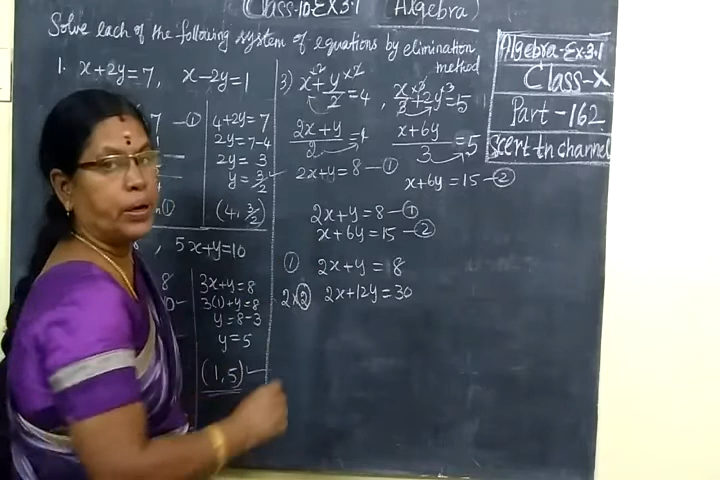 Class-10 EX 3.1 Algebra)
Solve each of the following system of equations by elimination
method
1. x+2y=7, x-2y=1
7 -①
4+2y=7
2y=7-4
2y=3
y=3/2
(4, 3/2)
, 5x+y=10
8
3x+y=8
3(1)+y=8
y=8-3
y=5
(1,5)
3) x+y/2=4, x/3+2y=5
(2x+y)/2=4
(x+6y)/3=5
2x+y=8-①
x+6y=15-②
2x+y=8-①
x+6y=15-②
① 2x+y=8
2x② 2x+12y=30
Algebra-Ex.3.1
Class-X
Part-162
scert tn channel